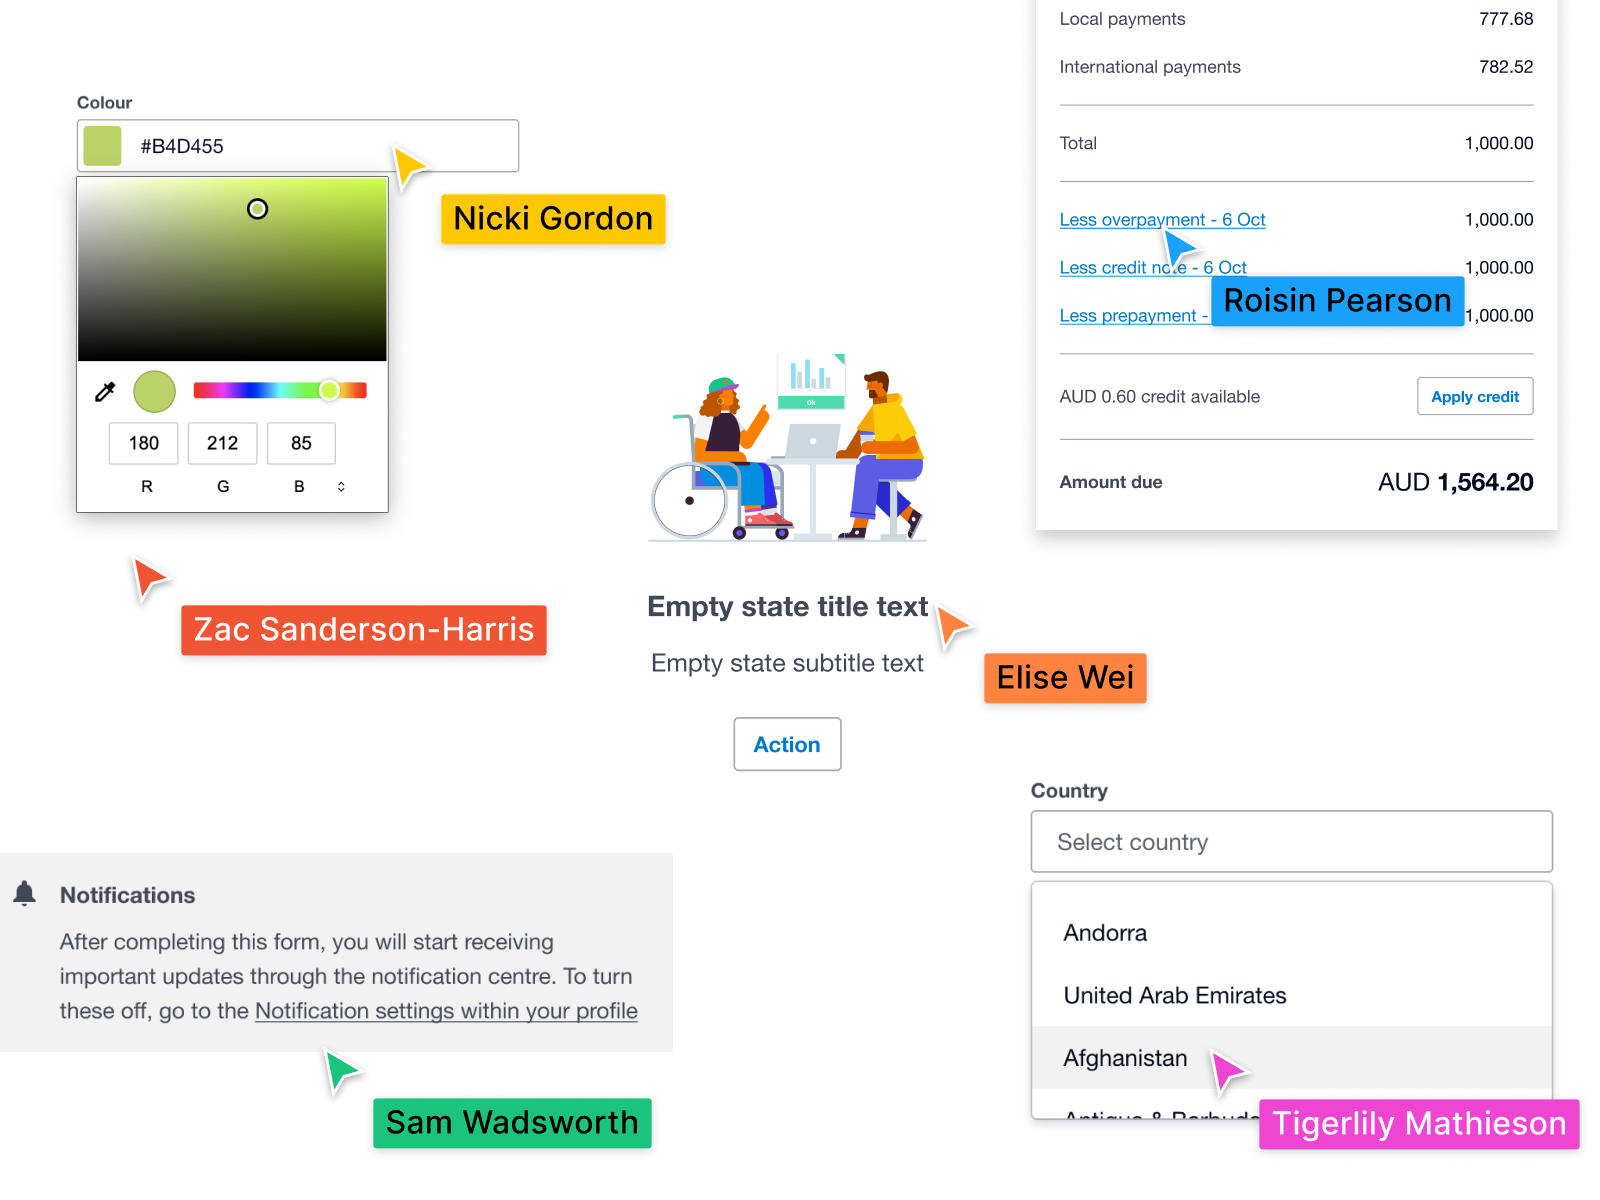 Local payments 777.68
International payments 782.52
Total 1,000.00
Less overpayment - 6 Oct 1,000.00
Less credit note - 6 Oct 1,000.00
Less prepayment - 1,000.00
Roisin Pearson
AUD 0.60 credit available Apply credit
Amount due AUD 1,564.20
Colour
#B4D455
Nicki Gordon
180 212 85
R G B
Zac Sanderson-Harris
Ok
Empty state title text
Empty state subtitle text
Elise Wei
Action
Notifications
After completing this form, you will start receiving
important updates through the notification centre. To turn
these off, go to the Notification settings within your profile
Sam Wadsworth
Country
Select country
Andorra
United Arab Emirates
Afghanistan
Antigua & Barbuda
Tigerlily Mathieson